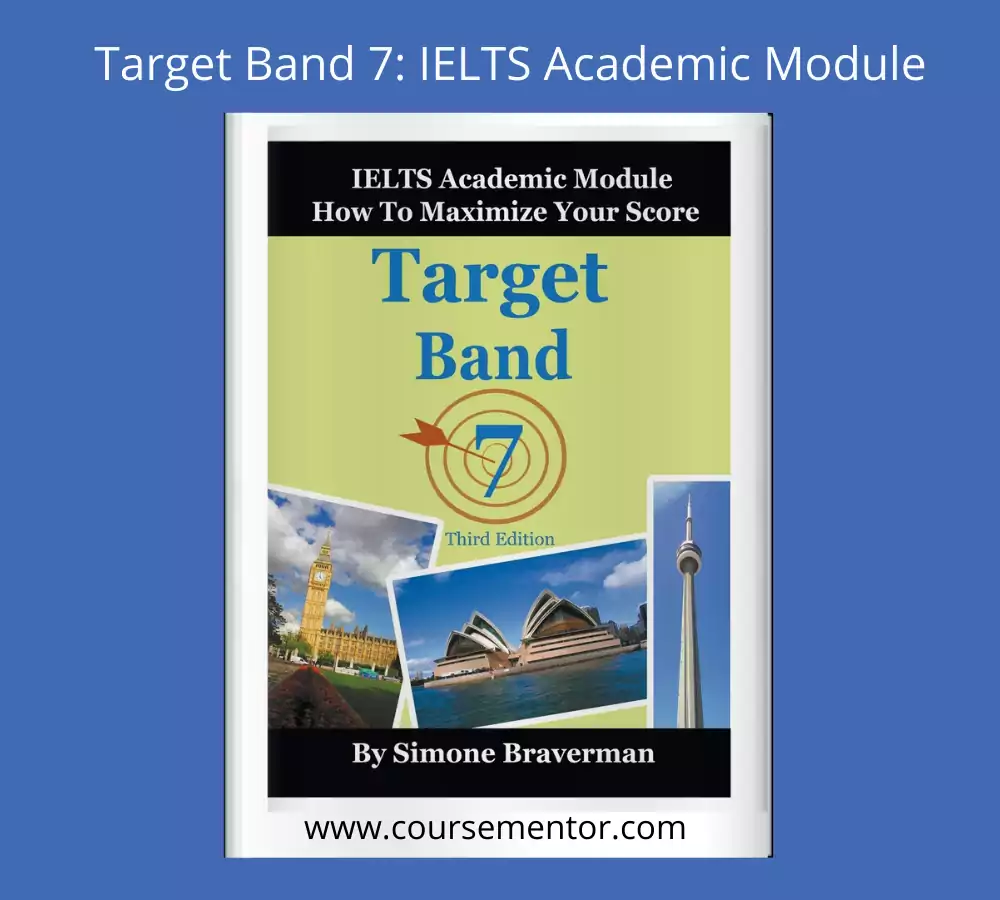 Target Band 7: IELTS Academic Module
IELTS Academic Module
How To Maximize Your Score
Target
Band
7
Third Edition
By Simone Braverman
www.coursementor.com